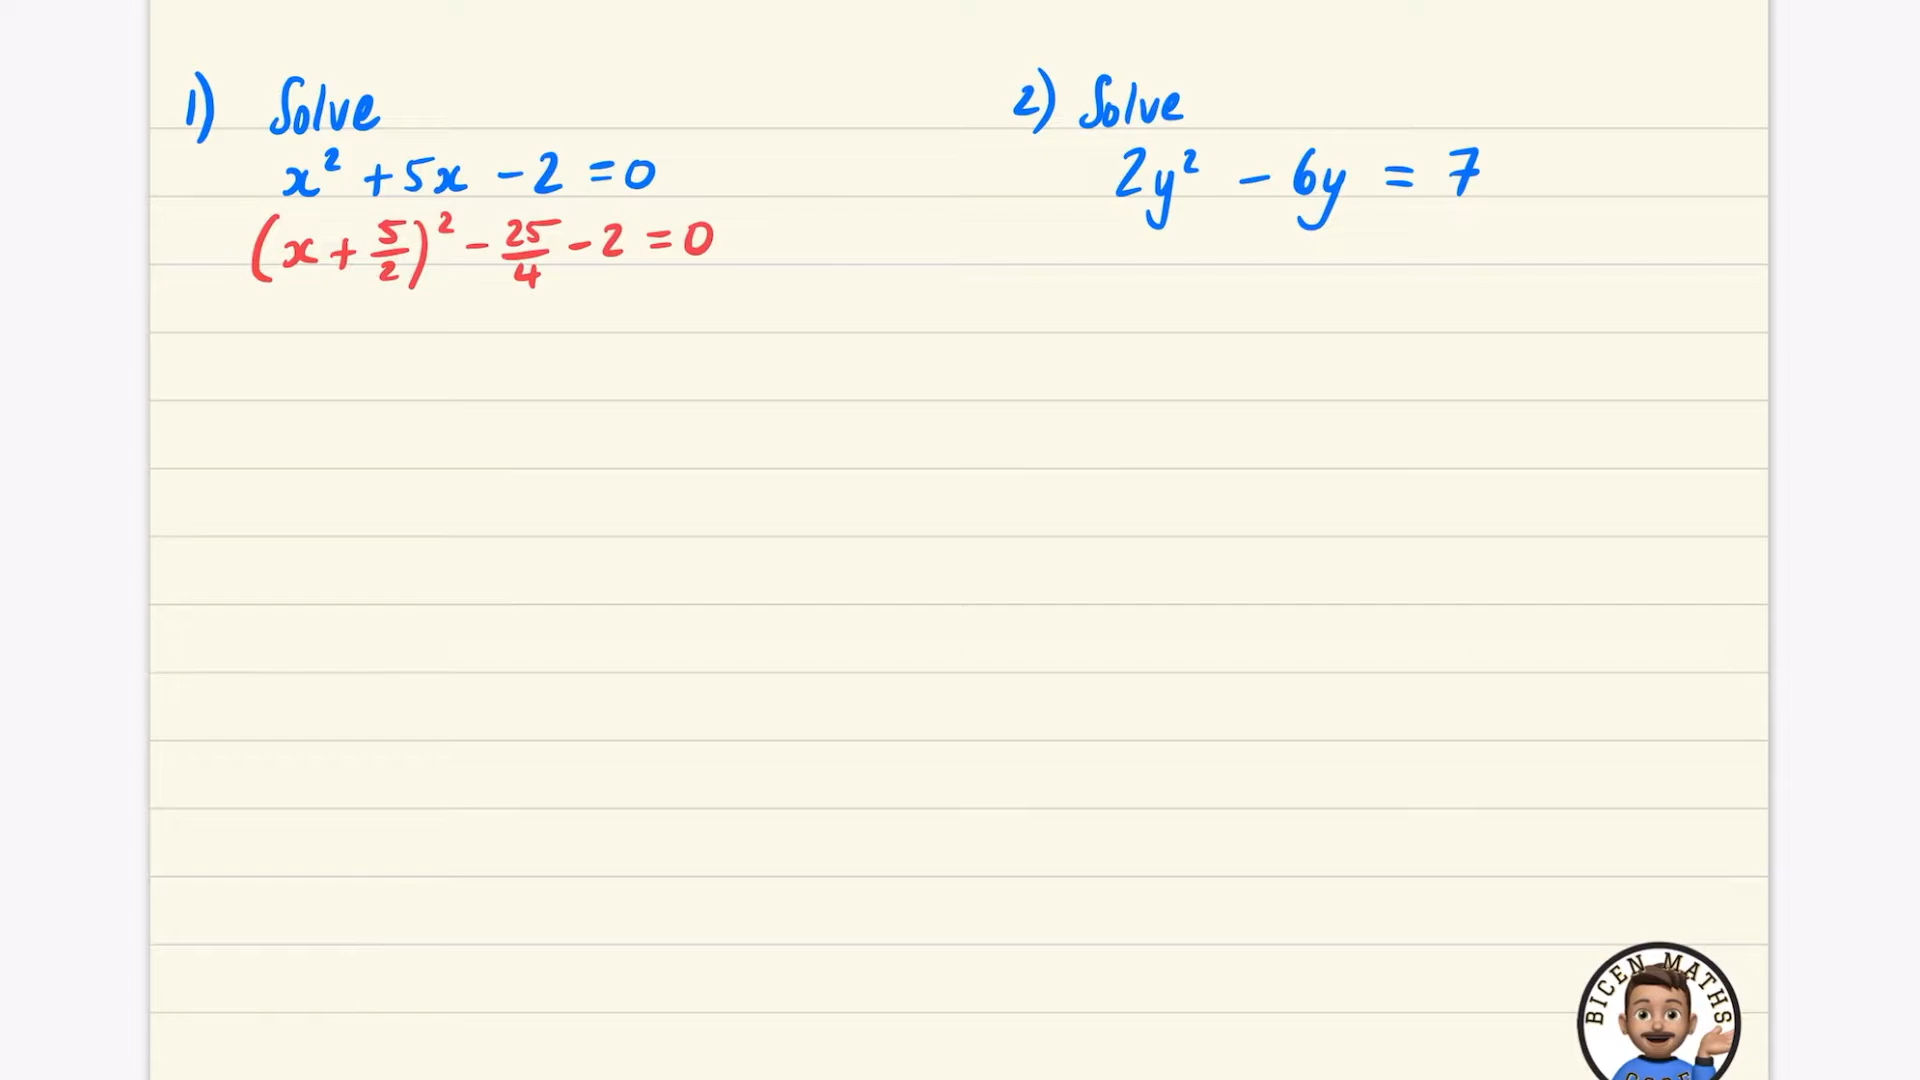 1) Solve
x² + 5x - 2 = 0
(x + 5/2)² - 25/4 - 2 = 0
2) Solve
2y² - 6y = 7
BICEN MATHS